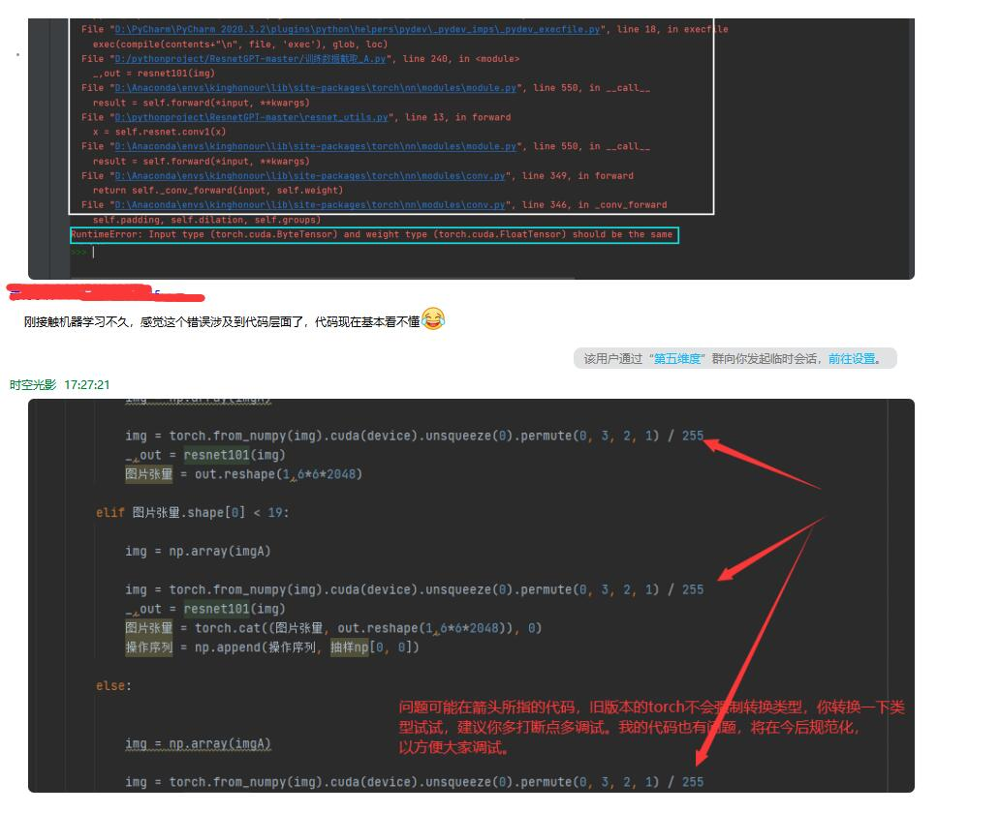 File "D:\PyCharm\PyCharm 2020.3.2\plugins\python\helpers\pydev\_pydev_imps\_pydev_execfile.py", line 18, in execfile
exec(compile(contents+"\n", file, 'exec'), glob, loc)
File "D:/pythonproject/ResnetGPT-master/训练数据截取_A.py", line 240, in <module>
_,out = resnet101(img)
File "D:\Anaconda\envs\kinghonour\lib\site-packages\torch\nn\modules\module.py", line 550, in __call__
result = self.forward(*input, **kwargs)
File "D:\pythonproject\ResnetGPT-master\resnet_utils.py", line 13, in forward
x = self.resnet.conv1(x)
File "D:\Anaconda\envs\kinghonour\lib\site-packages\torch\nn\modules\module.py", line 550, in __call__
result = self.forward(*input, **kwargs)
File "D:\Anaconda\envs\kinghonour\lib\site-packages\torch\nn\modules\conv.py", line 349, in forward
return self._conv_forward(input, self.weight)
File "D:\Anaconda\envs\kinghonour\lib\site-packages\torch\nn\modules\conv.py", line 346, in _conv_forward
self.padding, self.dilation, self.groups)
RuntimeError: Input type (torch.cuda.ByteTensor) and weight type (torch.cuda.FloatTensor) should be the same
>>>
刚接触机器学习不久，感觉这个错误涉及到代码层面了，代码现在基本看不懂😂
该用户通过“第五维度”群向你发起临时会话，前往设置。
时空光影 17:27:21
img = np.array(imgA)
img = torch.from_numpy(img).cuda(device).unsqueeze(0).permute(0, 3, 2, 1) / 255
_,out = resnet101(img)
图片张量 = out.reshape(1,6*6*2048)
elif 图片张量.shape[0] < 19:
img = np.array(imgA)
img = torch.from_numpy(img).cuda(device).unsqueeze(0).permute(0, 3, 2, 1) / 255
_,out = resnet101(img)
图片张量 = torch.cat((图片张量, out.reshape(1,6*6*2048)), 0)
操作序列 = np.append(操作序列, 抽样np[0, 0])
else:
问题可能在箭头所指的代码，旧版本的torch不会强制转换类型，你转换一下类
型试试，建议你多打断点多调试。我的代码也有问题，将在今后规范化，
以方便大家调试。
img = np.array(imgA)
img = torch.from_numpy(img).cuda(device).unsqueeze(0).permute(0, 3, 2, 1) / 255